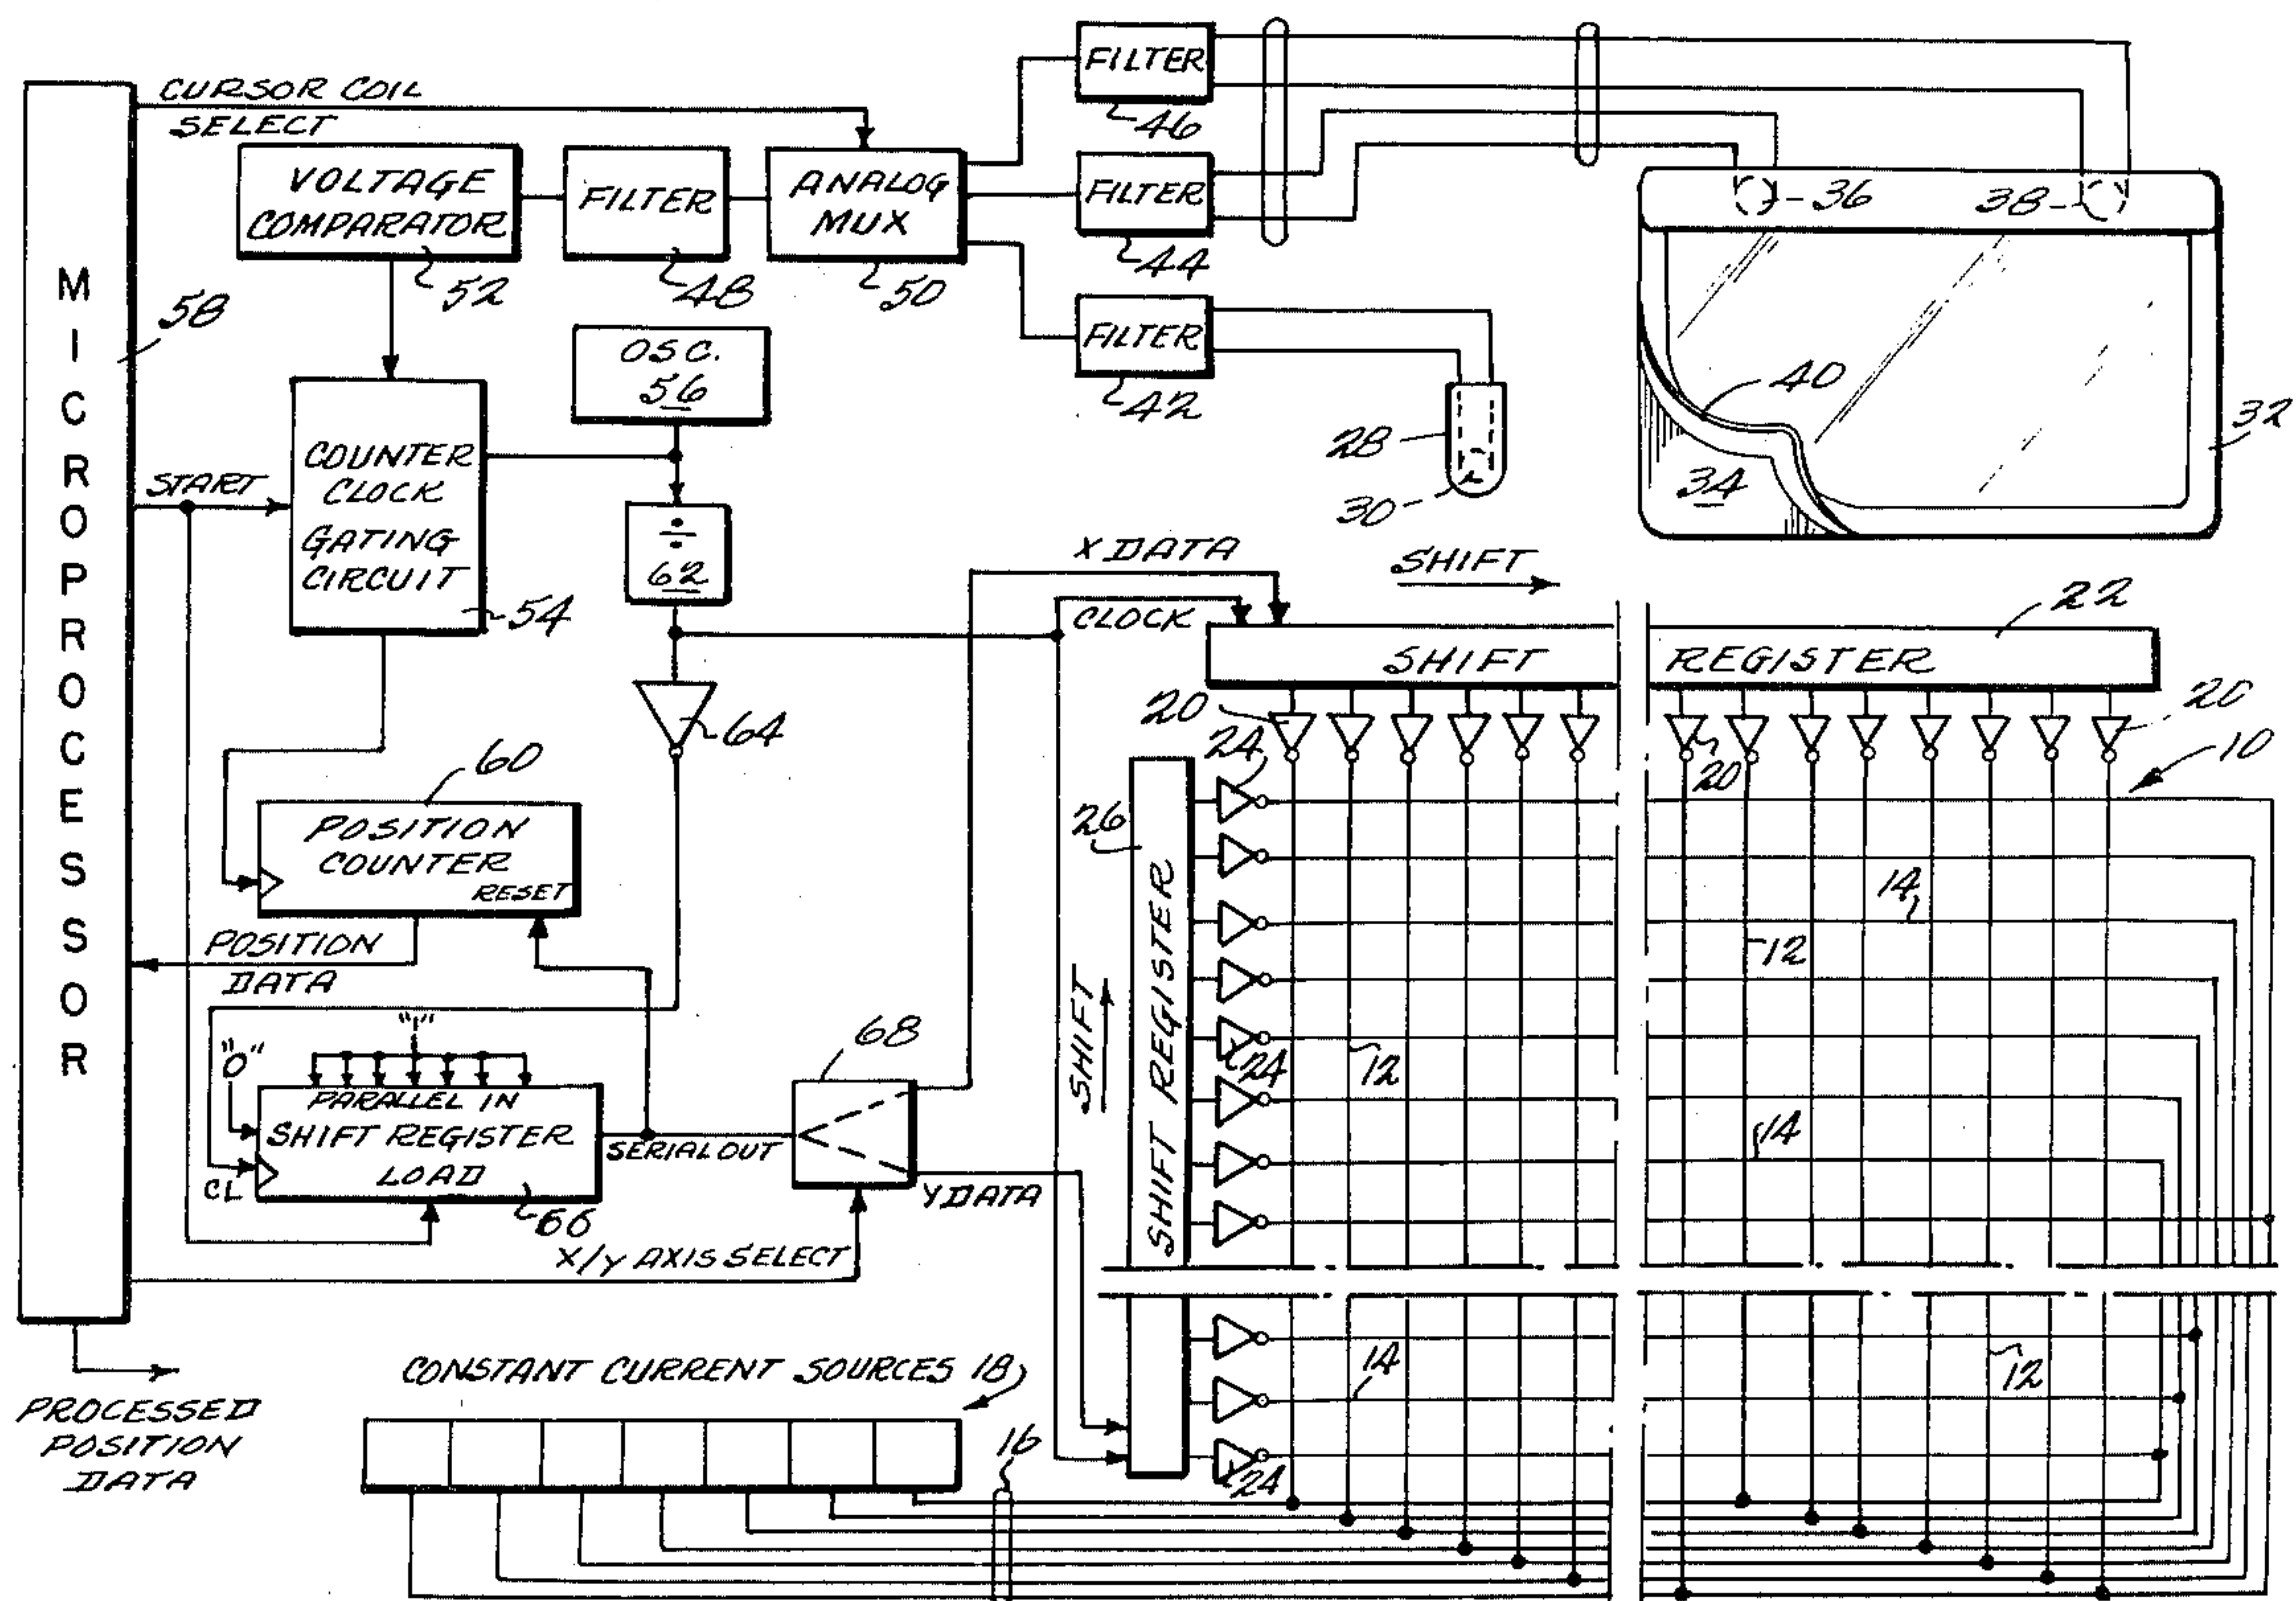 MICROPROCESSOR
58
CURSOR COIL
SELECT
VOLTAGE
COMPARATOR
52
FILTER
48
ANALOG
MUX
50
FILTER
46
FILTER
44
FILTER
42
36
38
40
32
34
28
30
OSC.
56
START
COUNTER
CLOCK
GATING
CIRCUIT
54
÷
62
64
X DATA
CLOCK
SHIFT
SHIFT REGISTER
22
20
20
20
10
24
26
SHIFT REGISTER
SHIFT
14
12
24
12
14
60
POSITION
COUNTER
RESET
POSITION
DATA
"1"
"0"
PARALLEL IN
SHIFT REGISTER
LOAD
CL
66
SERIAL OUT
68
Y DATA
X/Y AXIS SELECT
14
12
24
PROCESSED
POSITION
DATA
CONSTANT CURRENT SOURCES 18
16